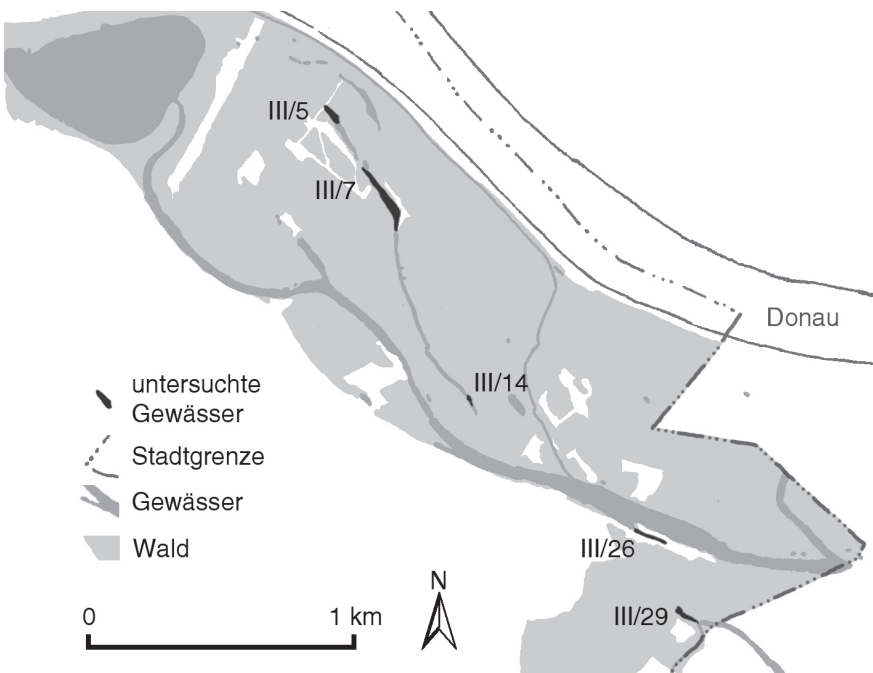 III/5
III/7
Donau
III/14
untersuchte
Gewässer
Stadtgrenze
Gewässer
Wald
III/26
N
III/29
0
1 km